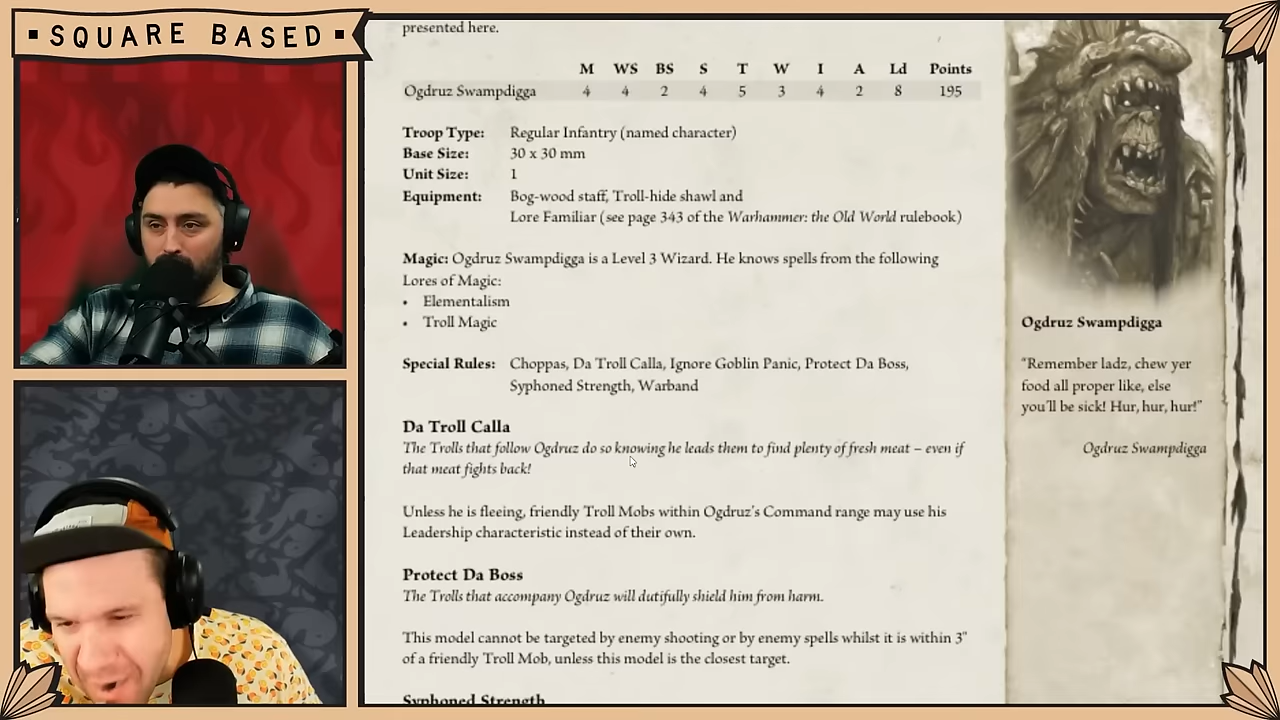 SQUARE BASED
presented here.
M WS BS S T W I A Ld Points
Ogdruz Swampdigga 4 4 2 4 5 3 4 2 8 195
Troop Type: Regular Infantry (named character)
Base Size: 30 x 30 mm
Unit Size: 1
Equipment: Bog-wood staff, Troll-hide shawl and
Lore Familiar (see page 343 of the Warhammer: the Old World rulebook)
Magic: Ogdruz Swampdigga is a Level 3 Wizard. He knows spells from the following
Lores of Magic:
• Elementalism
• Troll Magic
Special Rules: Choppas, Da Troll Calla, Ignore Goblin Panic, Protect Da Boss,
Syphoned Strength, Warband
Da Troll Calla
The Trolls that follow Ogdruz do so knowing he leads them to find plenty of fresh meat – even if
that meat fights back!
Unless he is fleeing, friendly Troll Mobs within Ogdruz's Command range may use his
Leadership characteristic instead of their own.
Protect Da Boss
The Trolls that accompany Ogdruz will dutifully shield him from harm.
This model cannot be targeted by enemy shooting or by enemy spells whilst it is within 3"
of a friendly Troll Mob, unless this model is the closest target.
Syphoned Strength
Ogdruz Swampdigga
"Remember ladz, chew yer
food all proper like, else
you'll be sick! Hur, hur, hur!"
Ogdruz Swampdigga